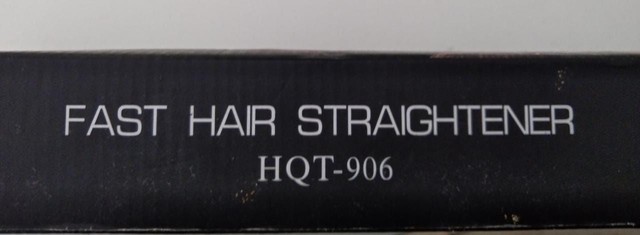 FAST HAIR STRAIGHTENER
HQT-906